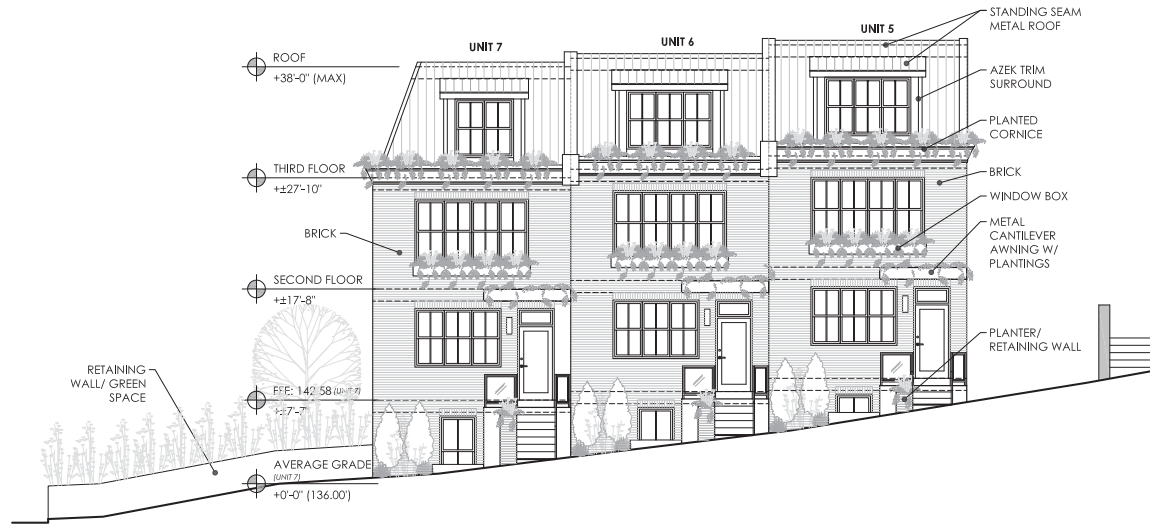 UNIT 7
UNIT 6
UNIT 5
STANDING SEAM
METAL ROOF
AZEK TRIM
SURROUND
PLANTED
CORNICE
BRICK
WINDOW BOX
METAL
CANTILEVER
AWNING W/
PLANTINGS
PLANTER/
RETAINING WALL
ROOF
+38'-0" (MAX)
THIRD FLOOR
+±27'-10"
BRICK
SECOND FLOOR
+±17'-8"
RETAINING
WALL/ GREEN
SPACE
FFE: 142.58 (UNIT 7)
+±7'-7"
AVERAGE GRADE
(UNIT 7)
+0'-0" (136.00')